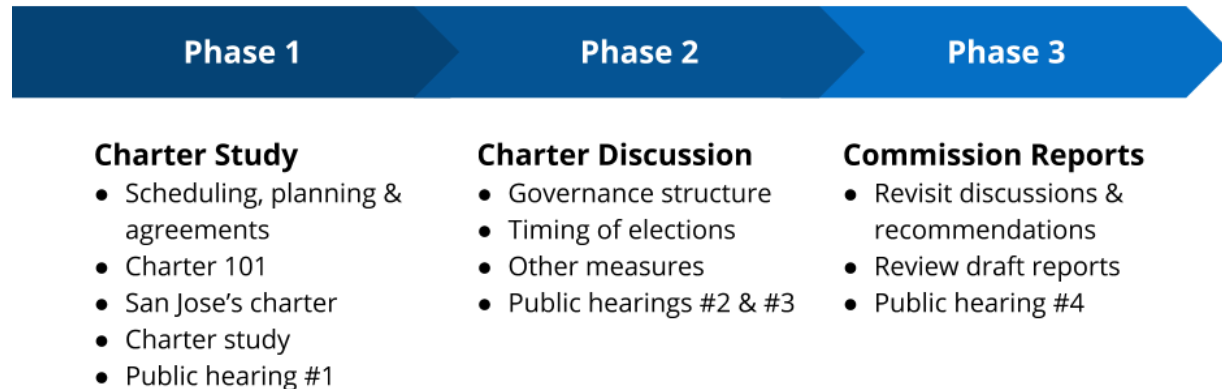 Phase 1
Phase 2
Phase 3
Charter Study
● Scheduling, planning &
agreements
● Charter 101
● San Jose’s charter
● Charter study
● Public hearing #1
Charter Discussion
● Governance structure
● Timing of elections
● Other measures
● Public hearings #2 & #3
Commission Reports
● Revisit discussions &
recommendations
● Review draft reports
● Public hearing #4